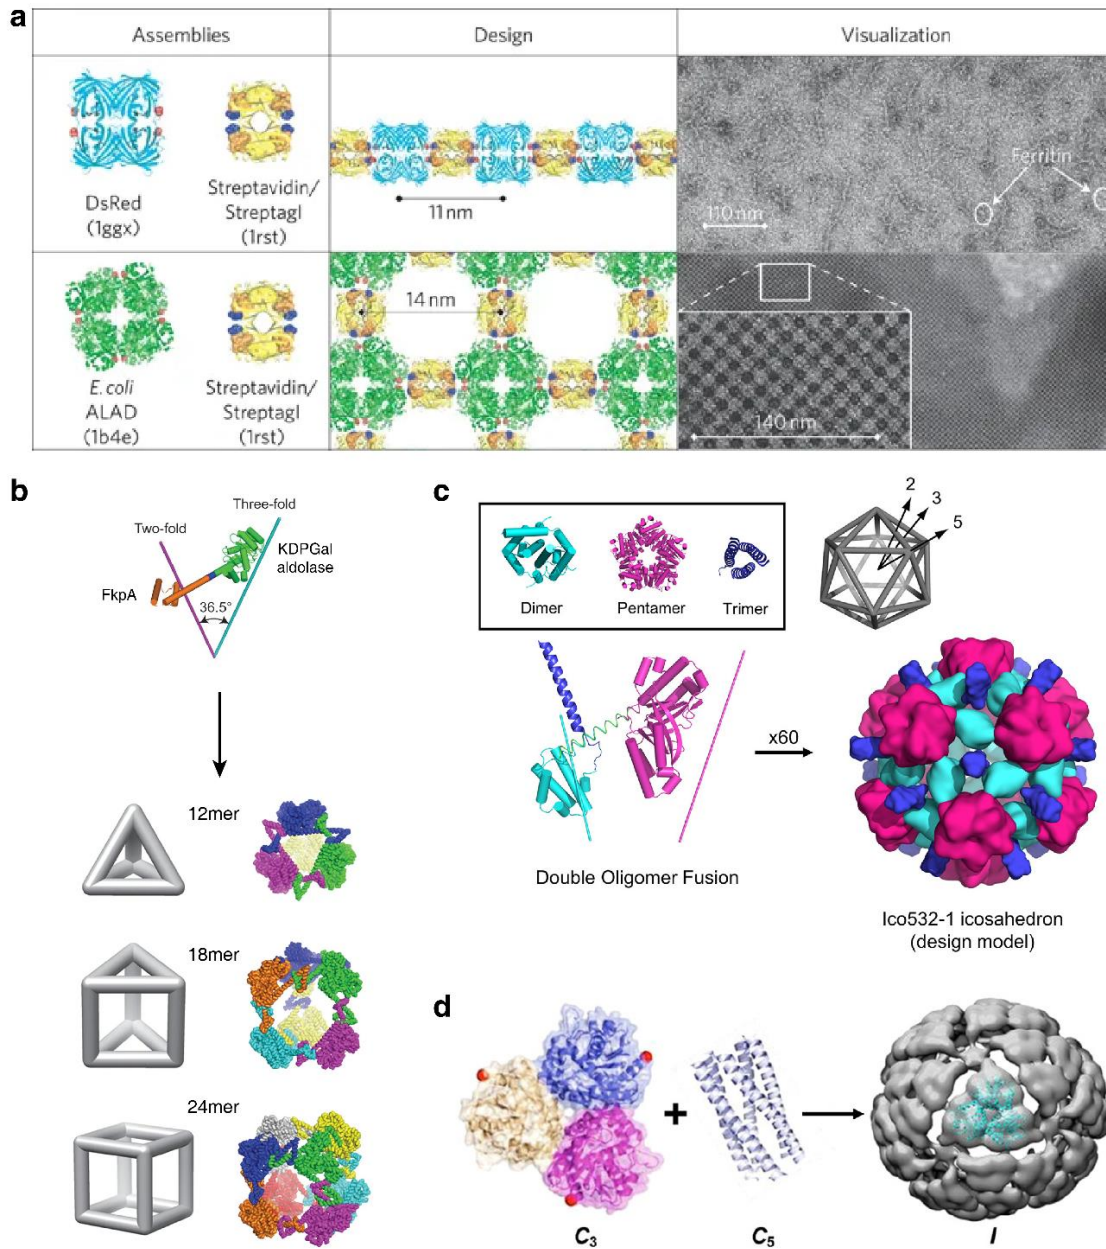 a
Assemblies
Design
Visualization
DsRed
(1ggx)
Streptavidin/
StreptagI
(1rst)
11 nm
Ferritin
110 nm
E. coli
ALAD
(1b4e)
Streptavidin/
StreptagI
(1rst)
14 nm
140 nm
b
Two-fold
Three-fold
KDPGal
aldolase
FkpA
36.5°
12mer
18mer
24mer
c
Dimer
Pentamer
Trimer
2
3
5
x60
Double Oligomer Fusion
Ico532-1 icosahedron
(design model)
d
+
C3
C5
I